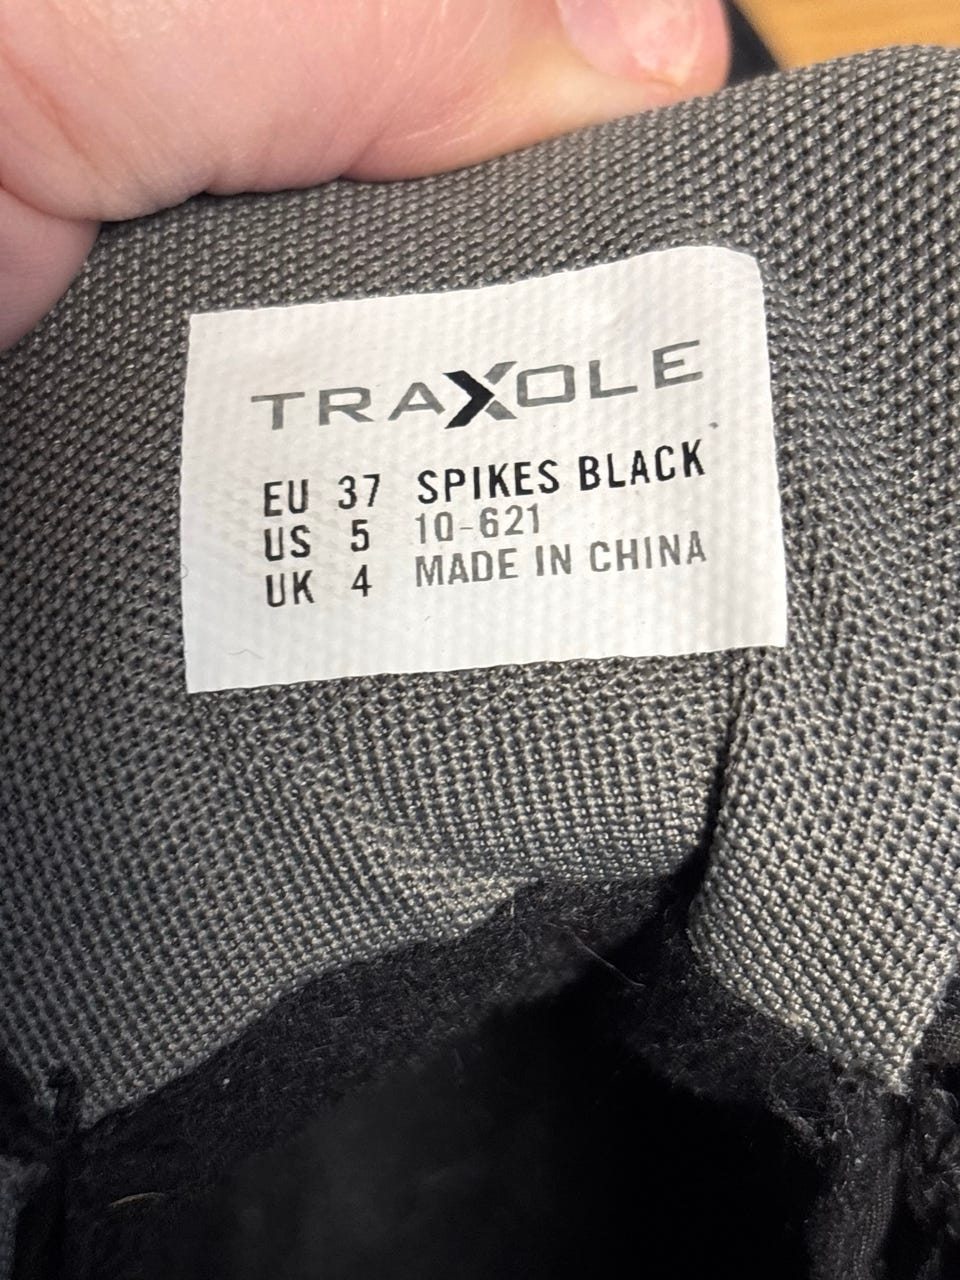 TRAXOLE
EU 37 SPIKES BLACK
US 5 10-621
UK 4 MADE IN CHINA